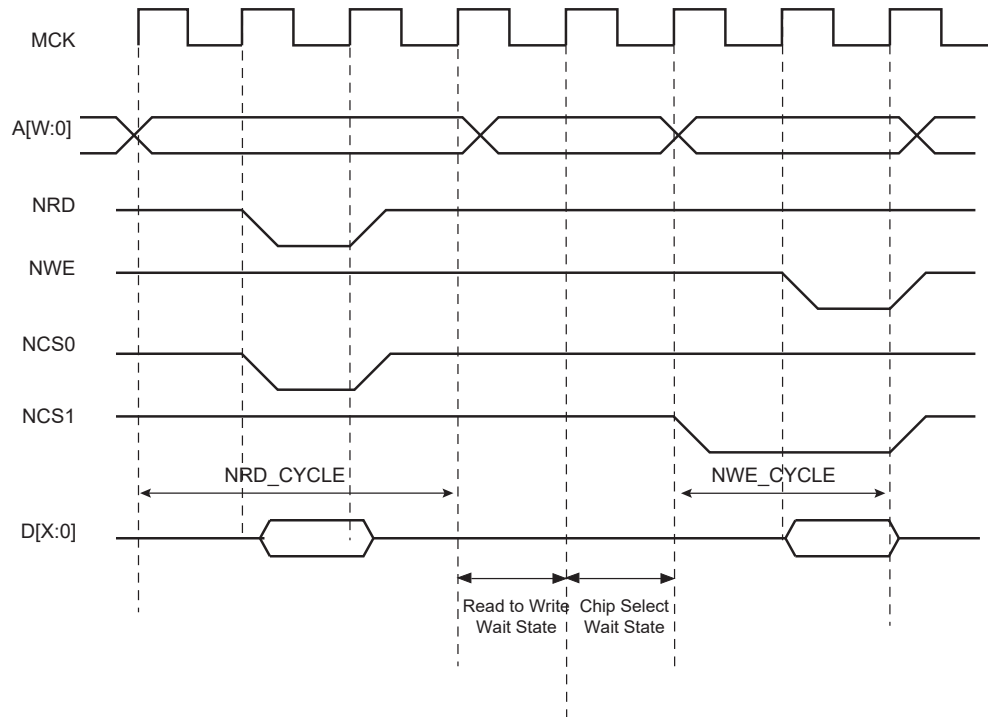 MCK
A[W:0]
NRD
NWE
NCS0
NCS1
NRD_CYCLE
NWE_CYCLE
D[X:0]
Read to Write
Wait State
Chip Select
Wait State